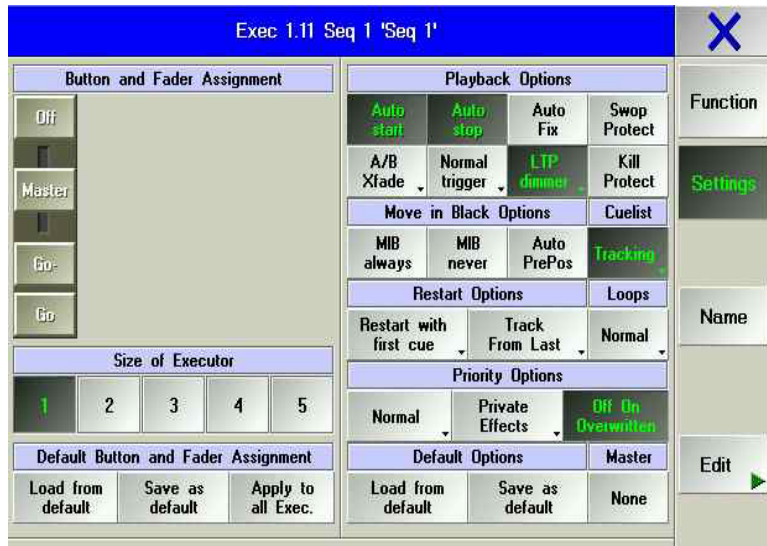 Exec 1.11 Seq 1 'Seq 1'
X
Button and Fader Assignment
Off
Master
Go-
Go
Size of Executor
1 2 3 4 5
Default Button and Fader Assignment
Load from default
Save as default
Apply to all Exec.
Playback Options
Auto start
Auto stop
Auto Fix
Swop Protect
A/B Xfade
Normal trigger
LTP dimmer
Kill Protect
Move in Black Options
Cuelist
MIB always
MIB never
Auto PrePos
Tracking
Restart Options
Loops
Restart with first cue
Track From Last
Normal
Priority Options
Normal
Private Effects
Off On Overwritten
Default Options
Master
Load from default
Save as default
None
Function
Settings
Name
Edit